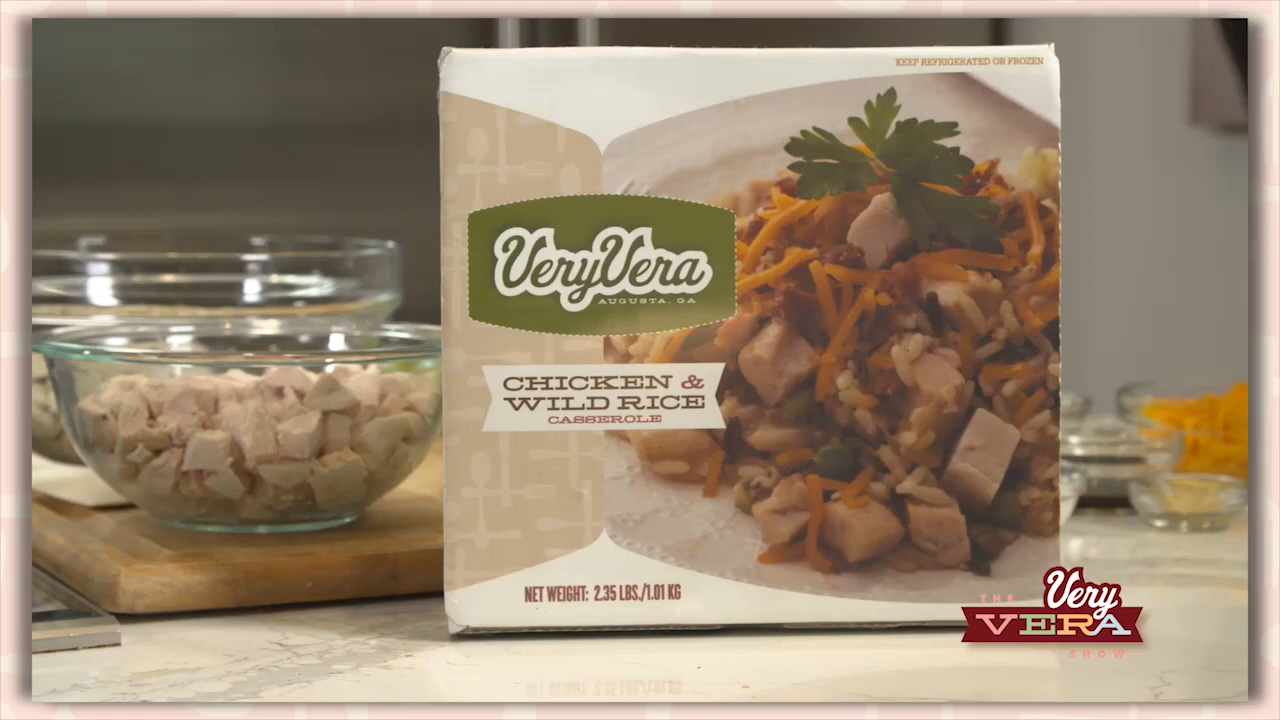 KEEP REFRIGERATED OR FROZEN
VeryVera
AUGUSTA, GA
CHICKEN &
WILD RICE
CASSEROLE
NET WEIGHT: 2.35 LBS./1.01 KG
THE Very
VERA
SHOW